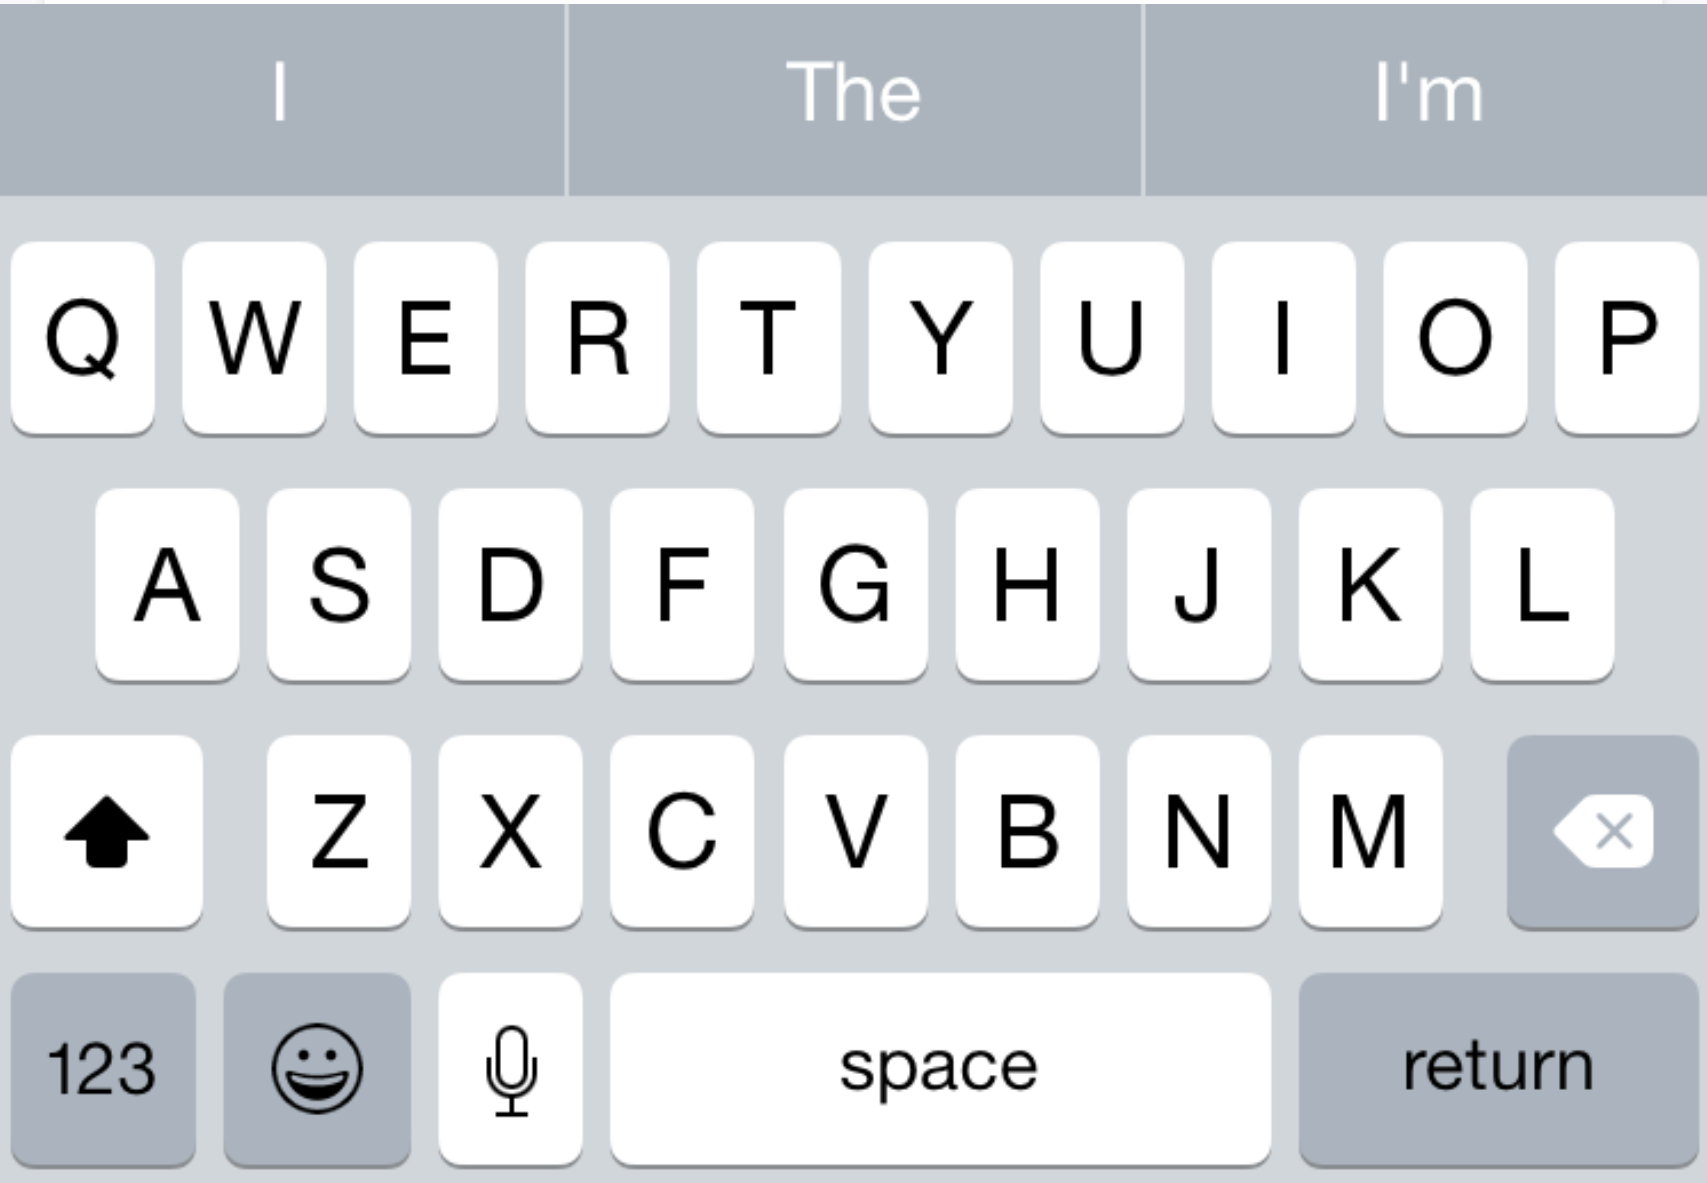 I The I'm
Q W E R T Y U I O P
A S D F G H J K L
Z X C V B N M
123 space return